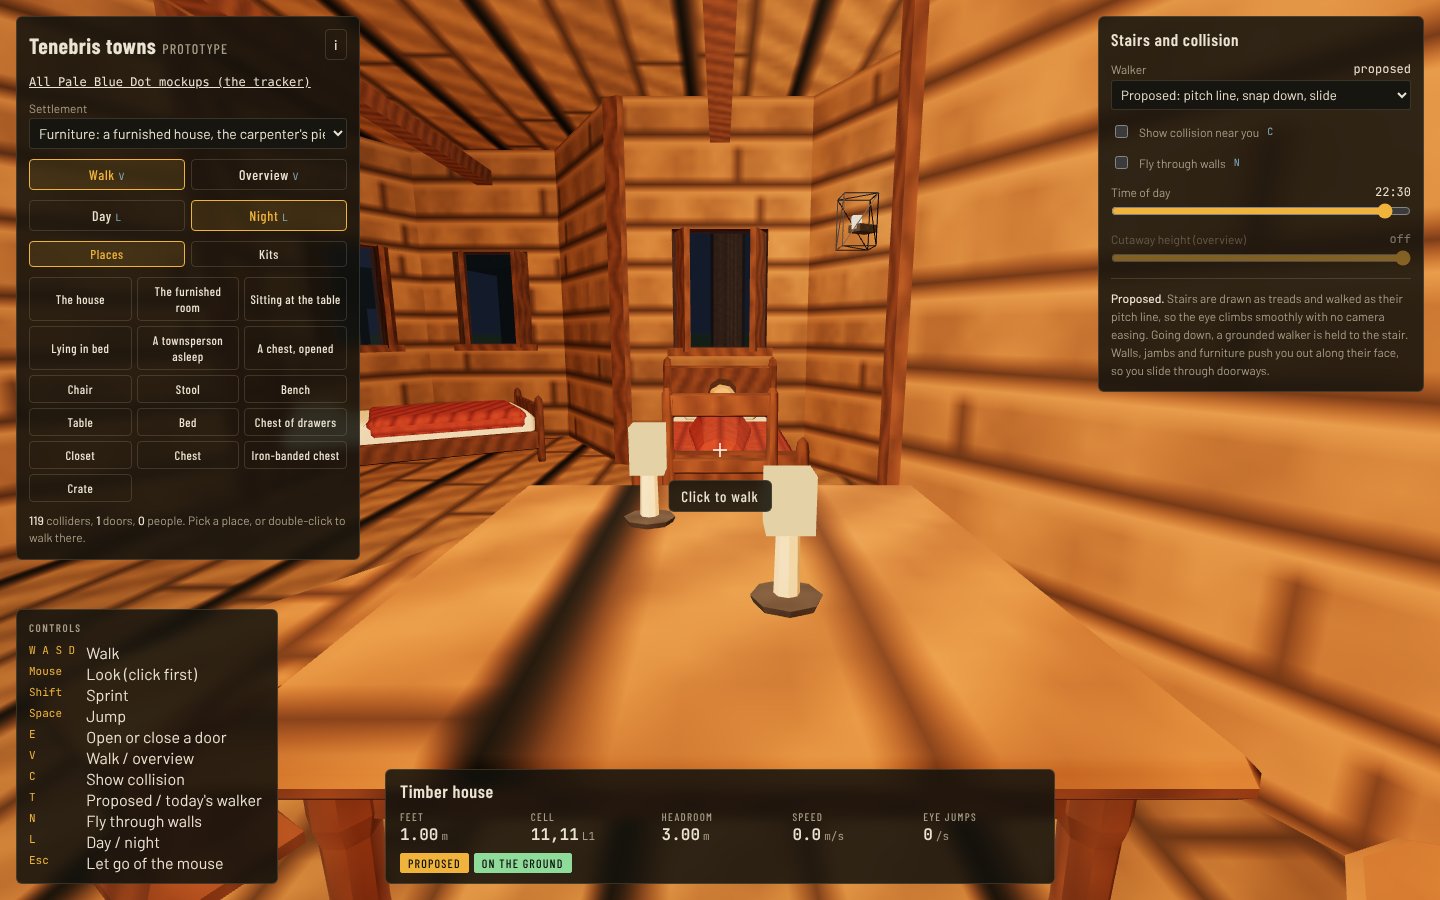 Tenebris towns PROTOTYPE
i
All Pale Blue Dot mockups (the tracker)
Settlement
Furniture: a furnished house, the carpenter's pie
Walk V
Overview V
Day L
Night L
Places
Kits
The house
The furnished room
Sitting at the table
Lying in bed
A townsperson asleep
A chest, opened
Chair
Stool
Bench
Table
Bed
Chest of drawers
Closet
Chest
Iron-banded chest
Crate
119 colliders, 1 doors, 0 people. Pick a place, or double-click to
walk there.
CONTROLS
W A S D Walk
Mouse Look (click first)
Shift Sprint
Space Jump
E Open or close a door
V Walk / overview
C Show collision
T Proposed / today's walker
N Fly through walls
L Day / night
Esc Let go of the mouse
Click to walk
Timber house
FEET CELL HEADROOM SPEED EYE JUMPS
1.00 m 11,11 L1 3.00 m 0.0 m/s 0 /s
PROPOSED ON THE GROUND
Stairs and collision
Walker proposed
Proposed: pitch line, snap down, slide
Show collision near you C
Fly through walls N
Time of day 22:30
Cutaway height (overview) off
Proposed. Stairs are drawn as treads and walked as their
pitch line, so the eye climbs smoothly with no camera
easing. Going down, a grounded walker is held to the stair.
Walls, jambs and furniture push you out along their face,
so you slide through doorways.